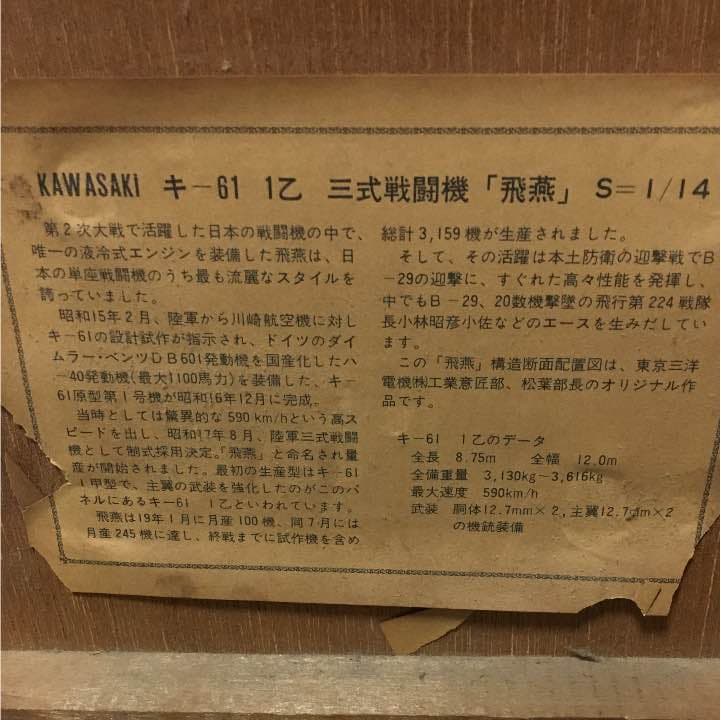 KAWASAKI キ－61 1乙 三式戦闘機「飛燕」 S＝1/14
第2次大戦で活躍した日本の戦闘機の中で、
唯一の液冷式エンジンを装備した飛燕は、日
本の単座戦闘機のうち最も流麗なスタイルを
誇っていました。
昭和15年2月、陸軍から川崎航空機に対し
キ－61の設計試作が指示され、ドイツのダイ
ムラー・ベンツDB601発動機を国産化したハ
－40発動機(最大1100馬力)を装備した、キ－
61原型第1号機が昭和16年12月に完成。
当時としては驚異的な590km/hという高ス
ピードを出し、昭和17年8月、陸軍三式戦闘
機として制式採用決定。「飛燕」と命名され量
産が開始されました。最初の生産型はキ－61
1甲型で、主翼の武装を強化したのがこのパ
ネルにあるキ－61 1乙といわれています。
飛燕は19年1月に月産100機、同7月には
月産245機に達し、終戦までに試作機を含め
総計3,159機が生産されました。
そして、その活躍は本土防衛の迎撃戦でB
－29の迎撃に、すぐれた高々性能を発揮し、
中でもB－29、20数機撃墜の飛行第224戦隊
長小林昭彦小佐などのエースを生みだしてい
ます。
この「飛燕」構造断面配置図は、東京三洋
電機㈱工業意匠部、松葉部長のオリジナル作
品です。
キ－61 1乙のデータ
全長 8.75m 全幅 12.0m
全備重量 3,130kg～3,616kg
最大速度 590km/h
武装 胴体12.7mm×2,主翼12.7mm×2
の機銃装備